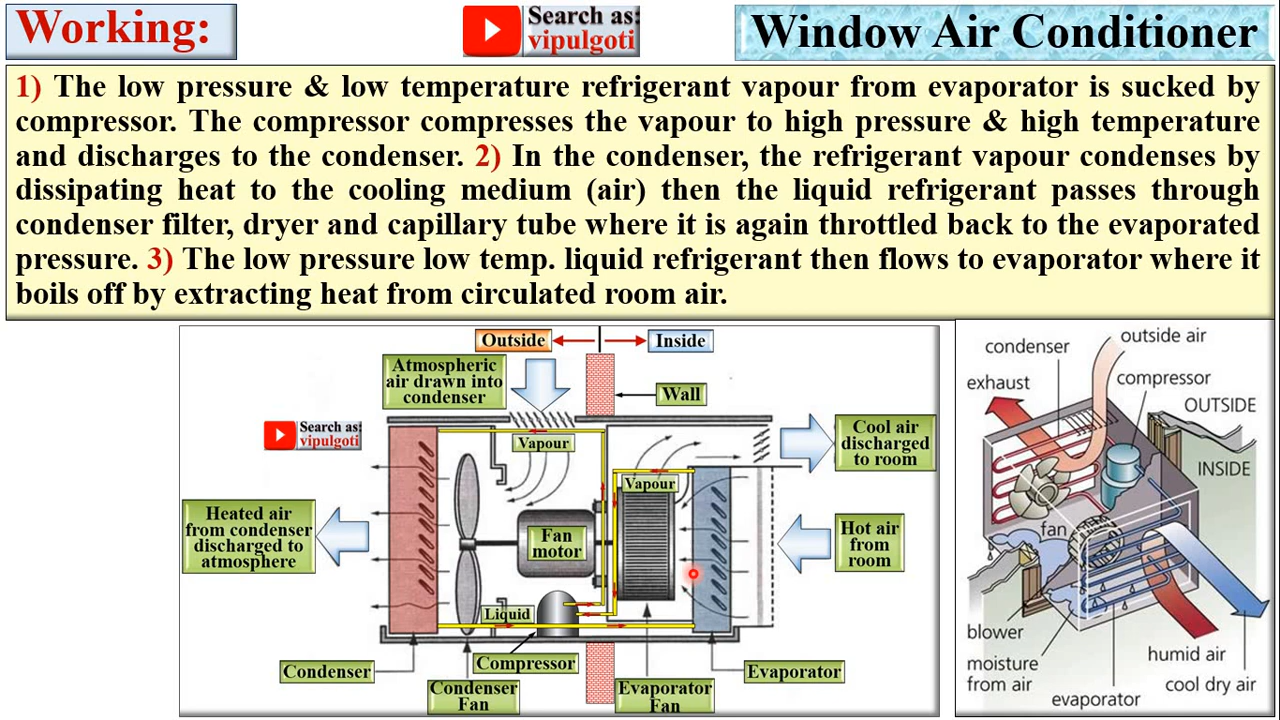 Working:
Search as:
vipulgoti
Window Air Conditioner
1) The low pressure & low temperature refrigerant vapour from evaporator is sucked by
compressor. The compressor compresses the vapour to high pressure & high temperature
and discharges to the condenser. 2) In the condenser, the refrigerant vapour condenses by
dissipating heat to the cooling medium (air) then the liquid refrigerant passes through
condenser filter, dryer and capillary tube where it is again throttled back to the evaporated
pressure. 3) The low pressure low temp. liquid refrigerant then flows to evaporator where it
boils off by extracting heat from circulated room air.
Outside
Inside
Atmospheric
air drawn into
condenser
Wall
Search as:
vipulgoti
Vapour
Cool air
discharged
to room
Vapour
Heated air
from condenser
discharged to
atmosphere
Fan
motor
Hot air
from
room
Liquid
Condenser
Compressor
Evaporator
Condenser
Fan
Evaporator
Fan
outside air
condenser
exhaust
compressor
OUTSIDE
INSIDE
fan
blower
moisture
from air
humid air
cool dry air
evaporator